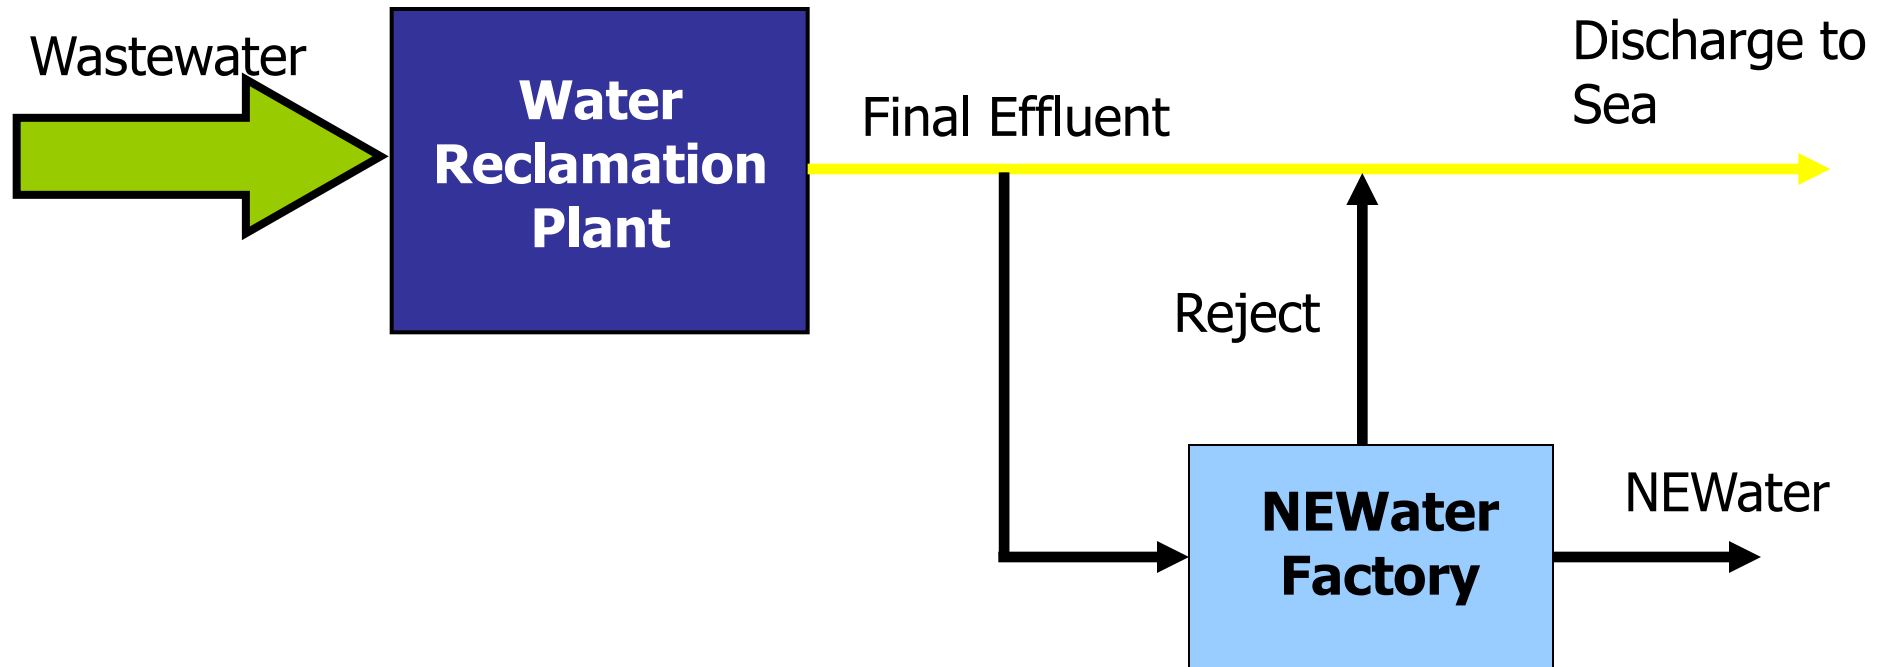 Wastewater
Water
Reclamation
Plant
Final Effluent
Discharge to
Sea
Reject
NEWater
Factory
NEWater